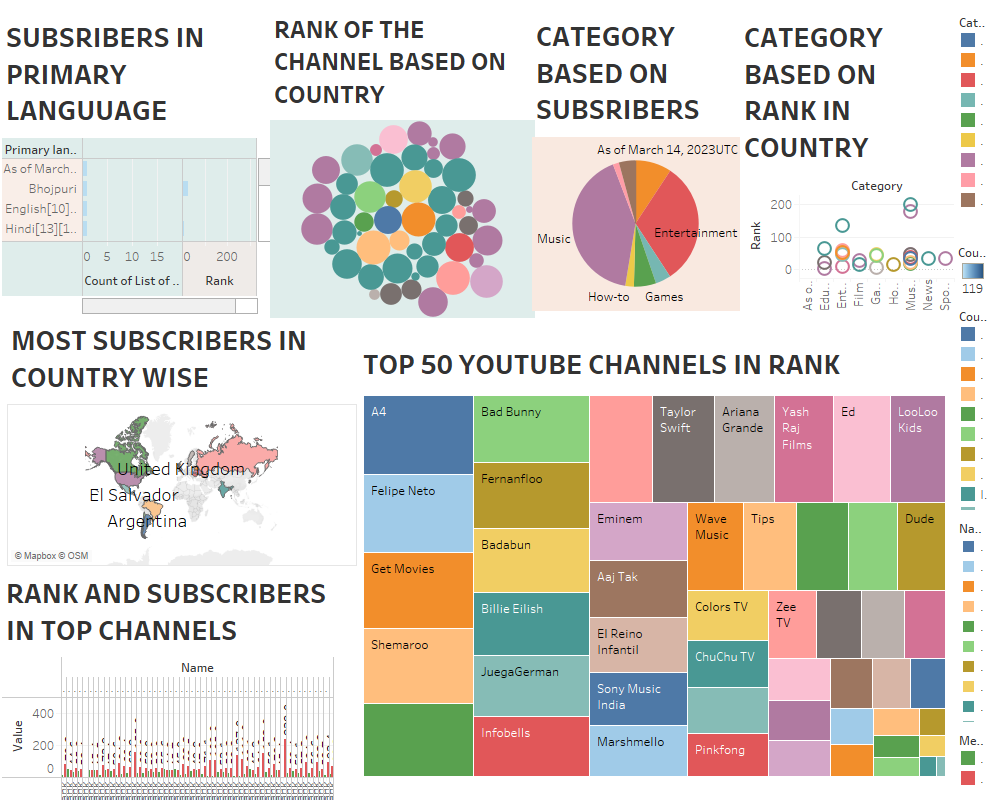 SUBSRIBERS IN
PRIMARY
LANGUUAGE
Primary lan..
As of March..
Bhojpuri
English[10]..
Hindi[13][1..
0 5 10 15
0 200
Count of List of ..
Rank
RANK OF THE
CHANNEL BASED ON
COUNTRY
CATEGORY
BASED ON
SUBSRIBERS
As of March 14, 2023UTC
Music
Entertainment
How-to
Games
CATEGORY
BASED ON
RANK IN
COUNTRY
Category
Rank
200
100
0
As o..
Edu..
Ent..
Film
Ga..
Ho..
Mus..
News
Spo..
Cat..
Cou..
119
Cou..
Na..
Me..
MOST SUBSCRIBERS IN
COUNTRY WISE
United Kingdom
El Salvador
Argentina
© Mapbox © OSM
RANK AND SUBSCRIBERS
IN TOP CHANNELS
Name
Value
400
200
0
TOP 50 YOUTUBE CHANNELS IN RANK
A4
Felipe Neto
Get Movies
Shemaroo
Bad Bunny
Fernanfloo
Badabun
Billie Eilish
JuegaGerman
Infobells
Taylor
Swift
Ariana
Grande
Yash
Raj
Films
Ed
LooLoo
Kids
Eminem
Aaj Tak
El Reino
Infantil
Sony Music
India
Marshmello
Wave
Music
Tips
Dude
Colors TV
ChuChu TV
Pinkfong
Zee
TV